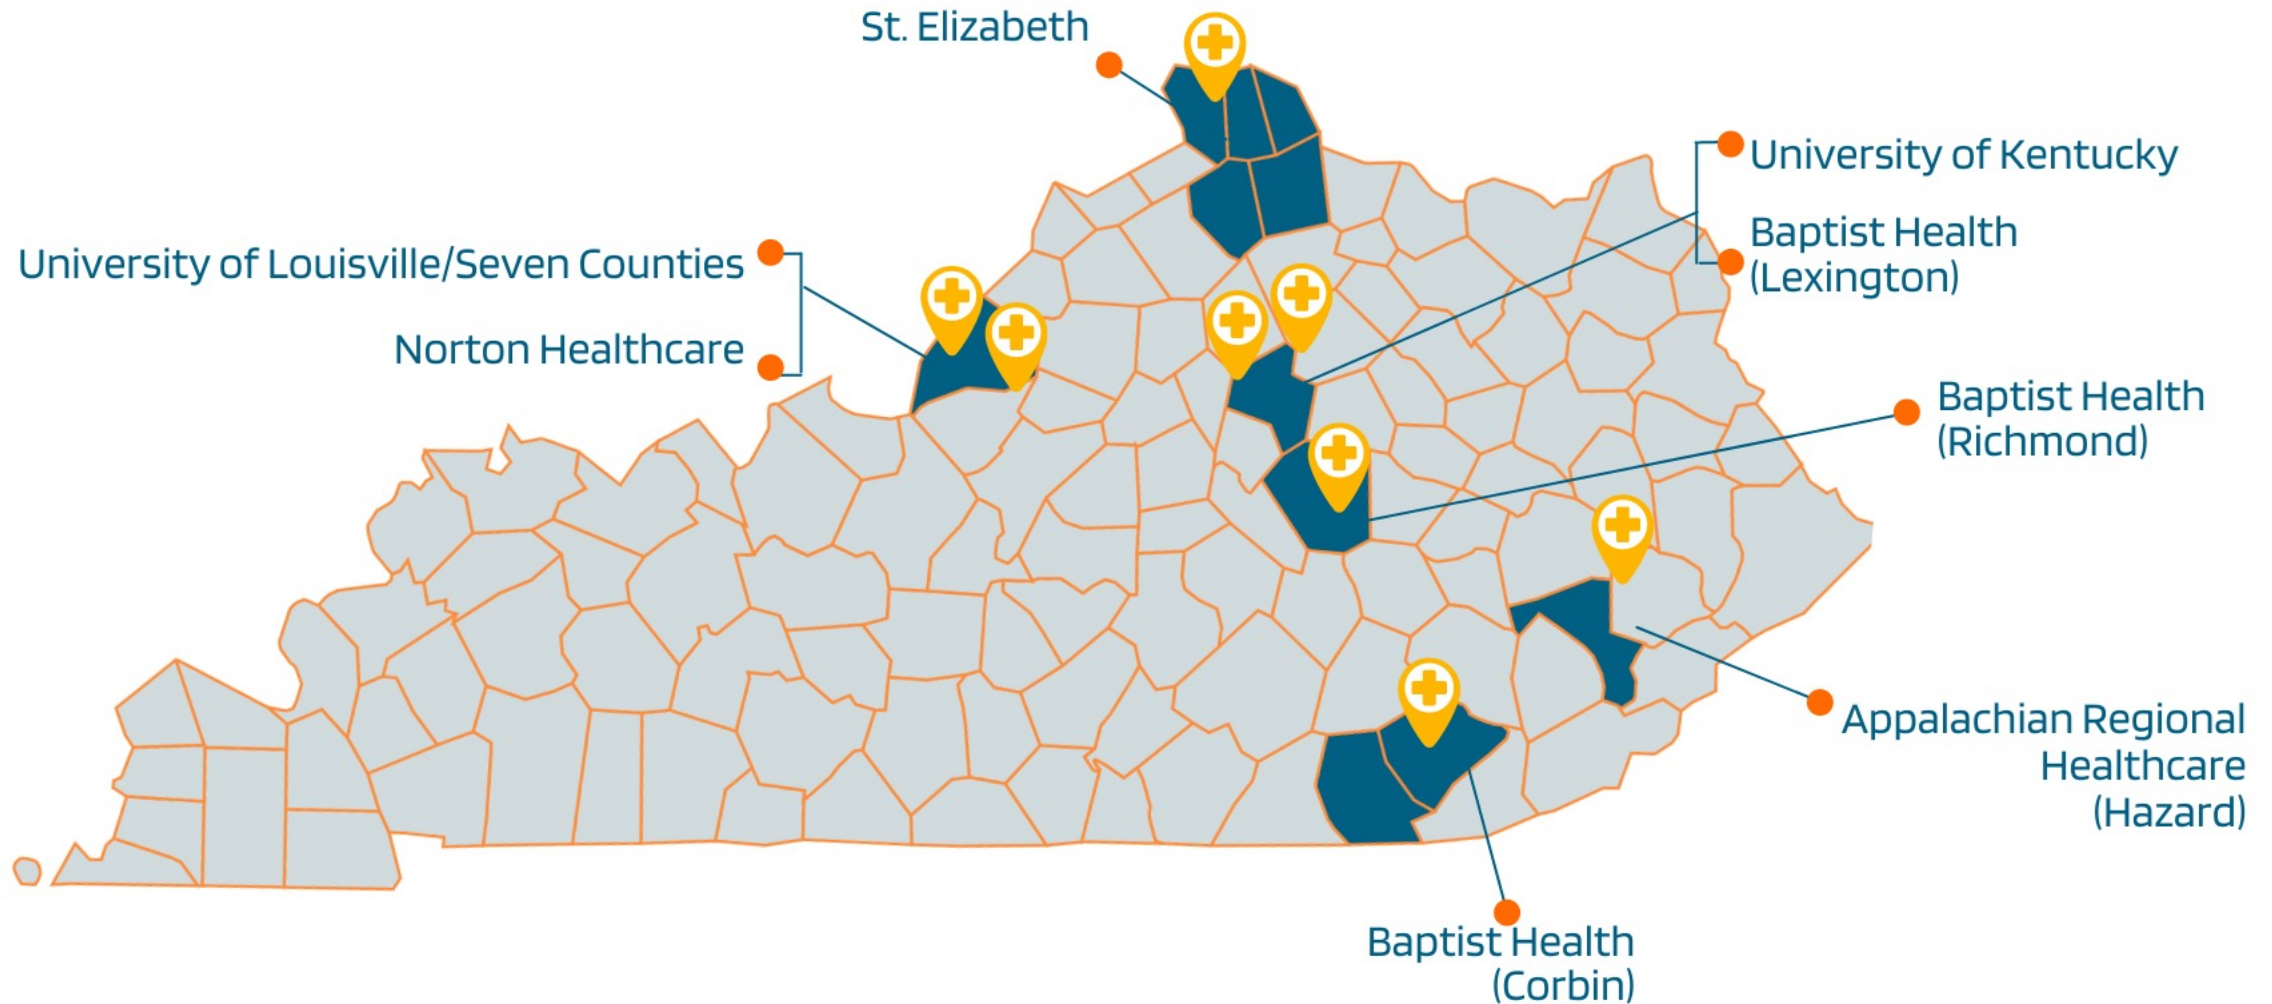 St. Elizabeth
University of Kentucky
Baptist Health
(Lexington)
University of Louisville/Seven Counties
Norton Healthcare
Baptist Health
(Richmond)
Appalachian Regional
Healthcare
(Hazard)
Baptist Health
(Corbin)